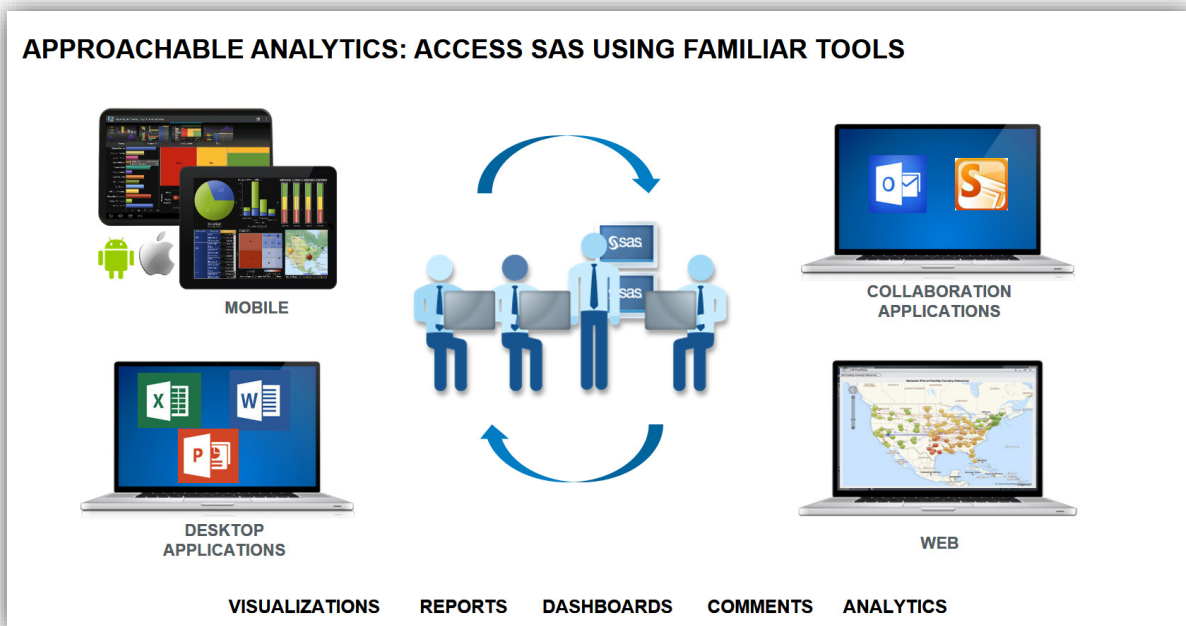 APPROACHABLE ANALYTICS: ACCESS SAS USING FAMILIAR TOOLS
MOBILE
sas
sas
O
S
COLLABORATION
APPLICATIONS
X
W
P
DESKTOP
APPLICATIONS
WEB
VISUALIZATIONS REPORTS DASHBOARDS COMMENTS ANALYTICS